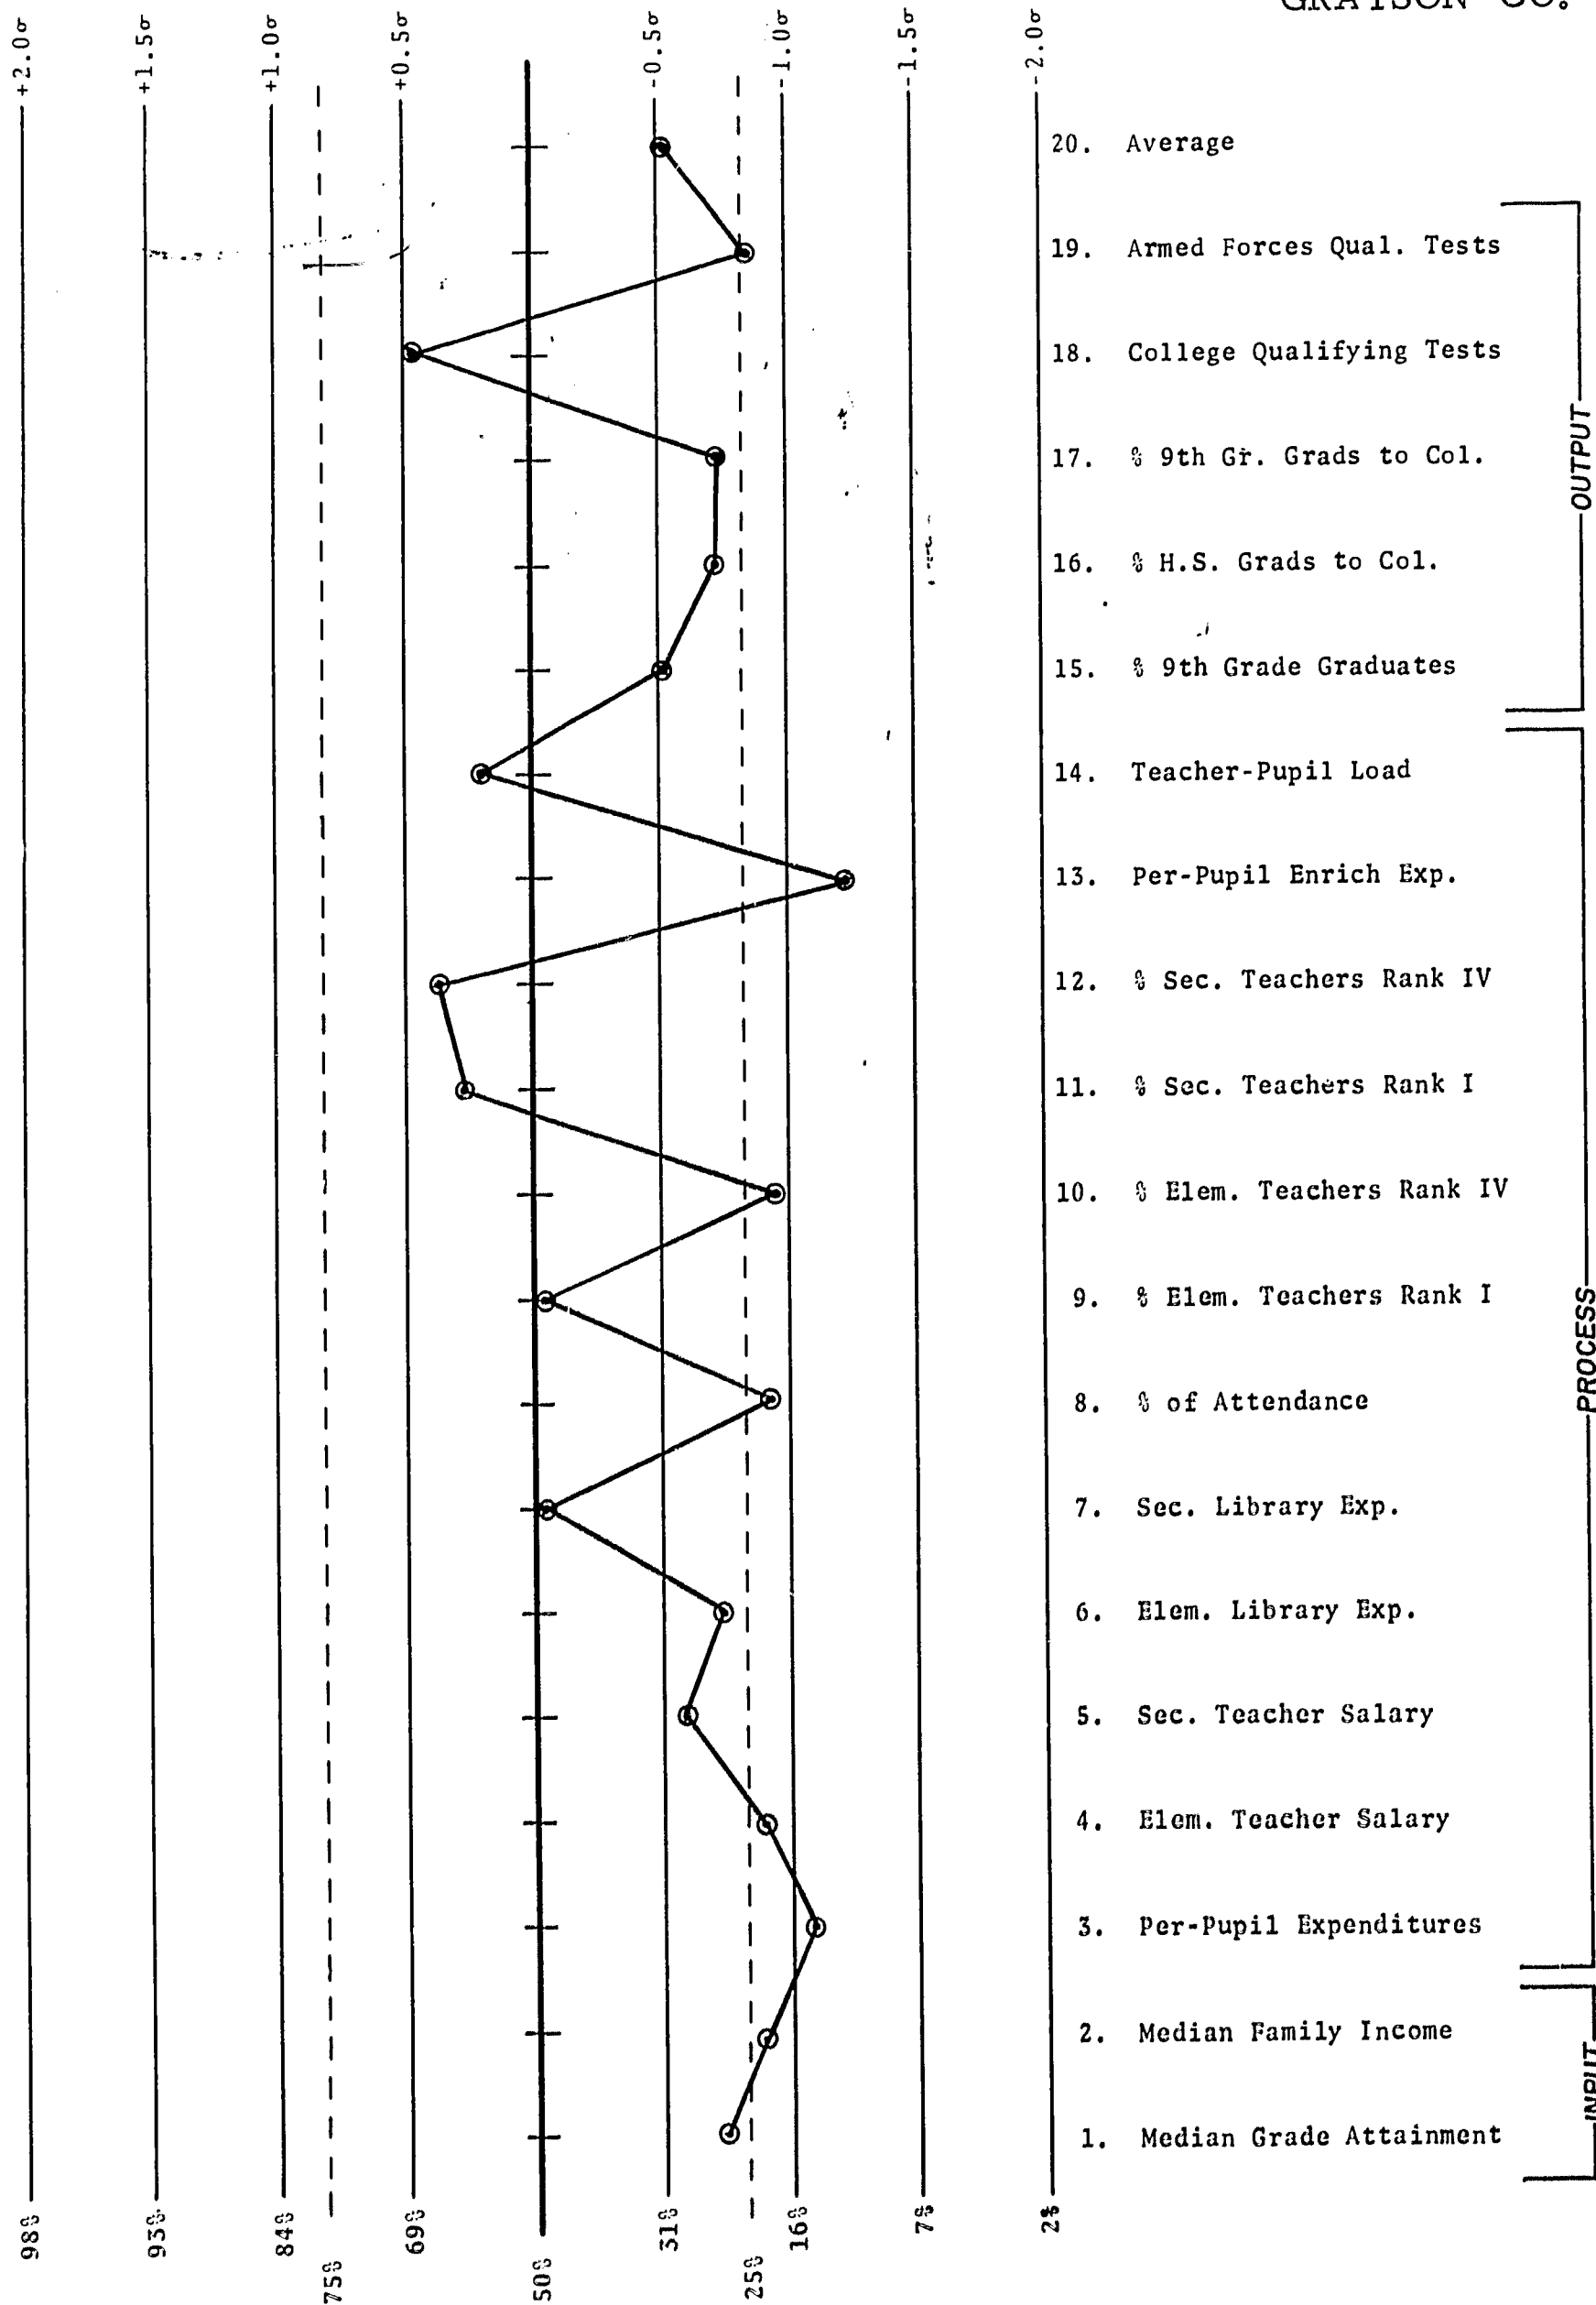 GRAYSON CO.
+2.0σ
+1.5σ
+1.0σ
+0.5σ
-0.5σ
-1.0σ
-1.5σ
-2.0σ
20. Average
19. Armed Forces Qual. Tests
18. College Qualifying Tests
17. % 9th Gr. Grads to Col.
16. % H.S. Grads to Col.
15. % 9th Grade Graduates
OUTPUT
14. Teacher-Pupil Load
13. Per-Pupil Enrich Exp.
12. % Sec. Teachers Rank IV
11. % Sec. Teachers Rank I
10. % Elem. Teachers Rank IV
9. % Elem. Teachers Rank I
8. % of Attendance
7. Sec. Library Exp.
6. Elem. Library Exp.
5. Sec. Teacher Salary
4. Elem. Teacher Salary
3. Per-Pupil Expenditures
PROCESS
2. Median Family Income
1. Median Grade Attainment
INPUT
98%
93%
84%
75%
69%
50%
31%
25%
16%
7%
2%